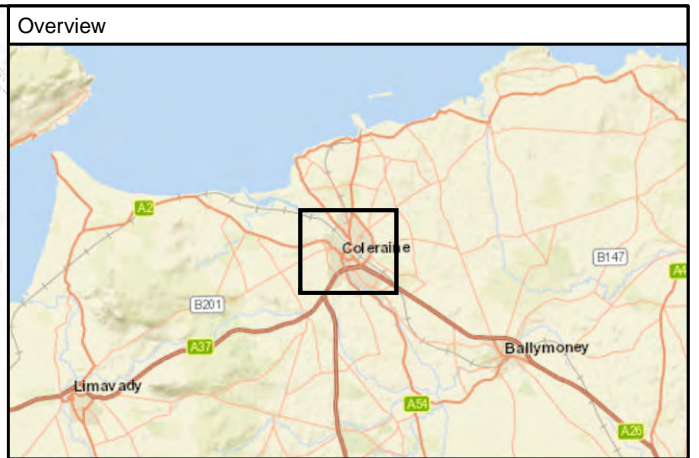 Overview
A2
Coleraine
B147
A4
B201
A37
Ballymoney
Limavady
A54
A26